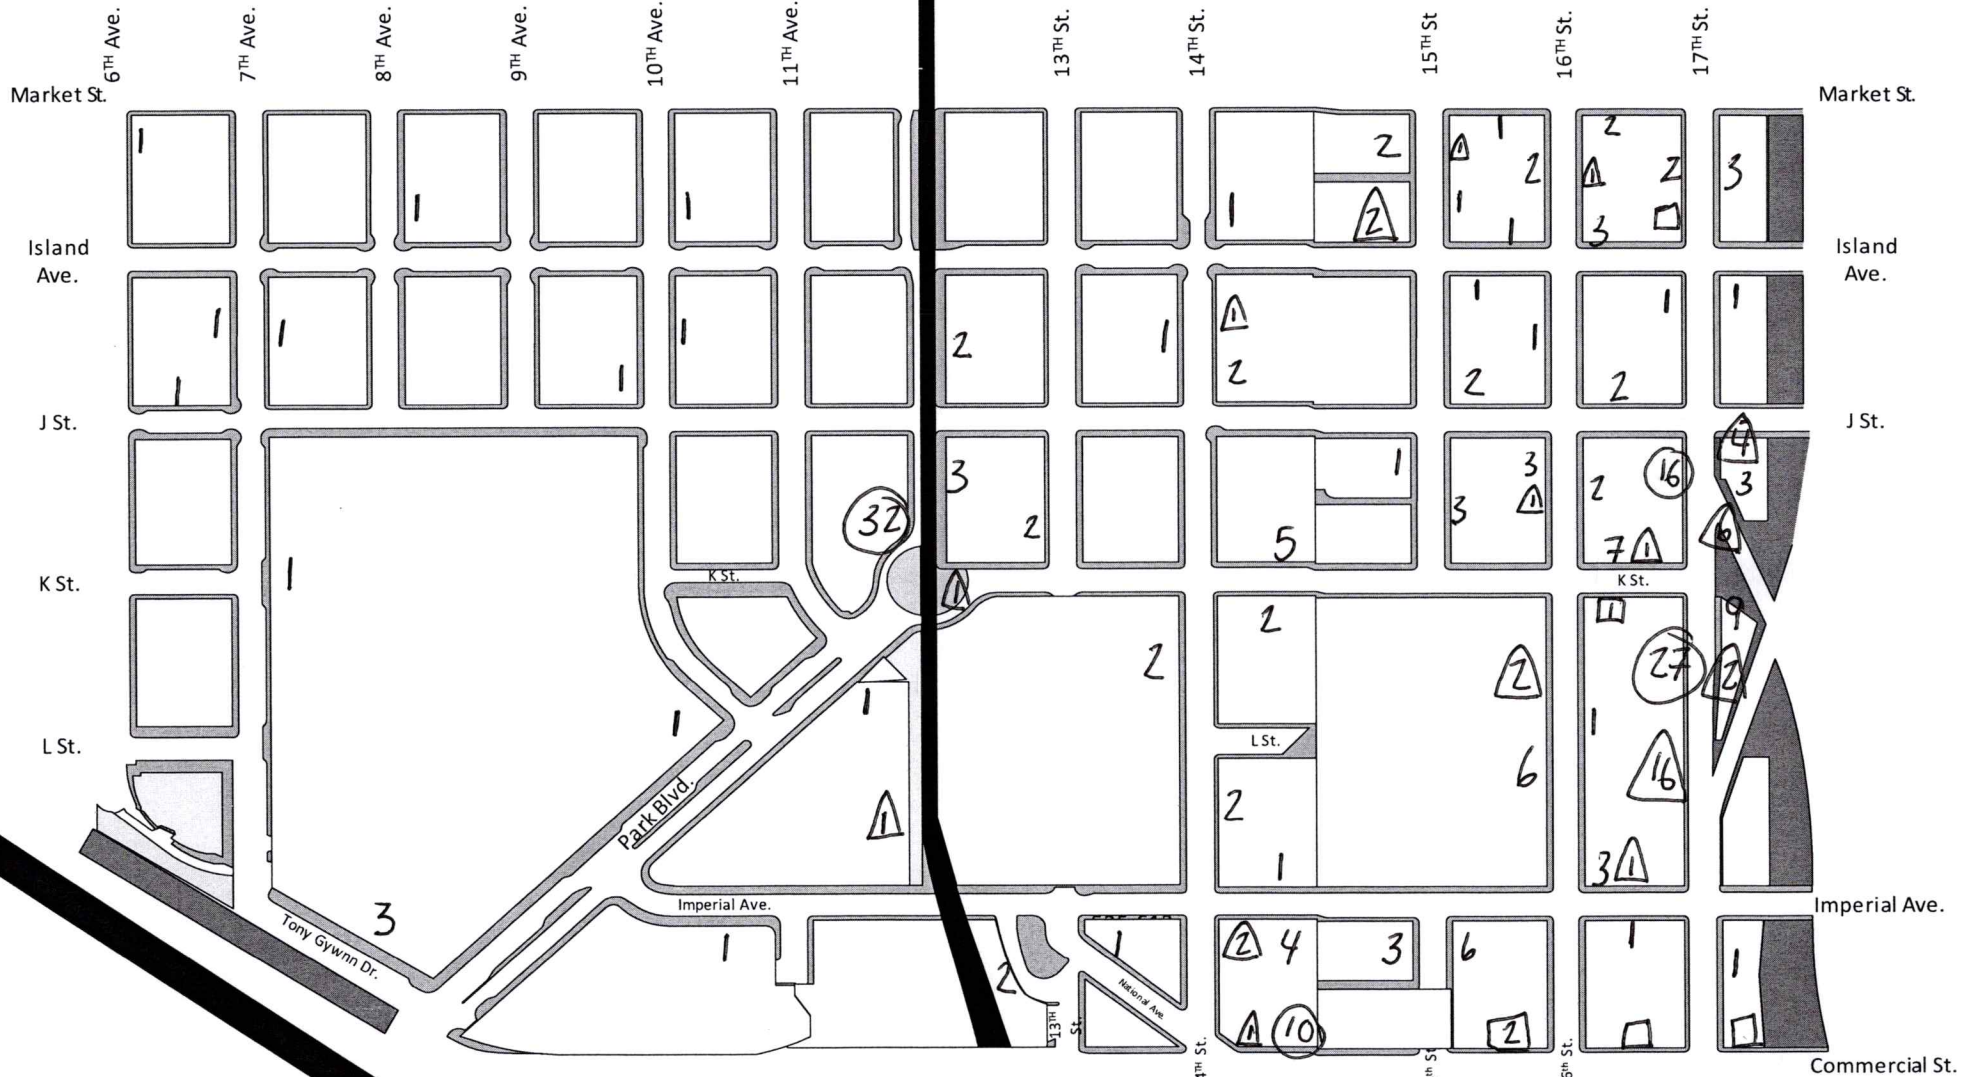 6TH Ave. 7TH Ave. 8TH Ave. 9TH Ave. 10TH Ave. 11TH Ave. 13TH St. 14TH St. 15TH St 16TH St. 17TH St.
Market St. Market St.
1 1 2
2 1 2 3
1 1 1 2 1 1 3
Island Ave. Island Ave.
1 1 1
1 1 1 2 1 2 1
1 1 2 2 2
J St. J St.
4
3 1 3 1 2 16 3
32 2 3 6
5 7 1
K St. K St. K St.
1 1 2 1 9
2 2 27 2
1 1 1
L St. L St.
Park Blvd. 6 16
1 2
1 3 1
Imperial Ave. Imperial Ave.
3
Tony Gywnn Dr. 1 2 1 2 4 3 6 1 1
National Ave.
13TH St. 1 10 2
Commercial St.